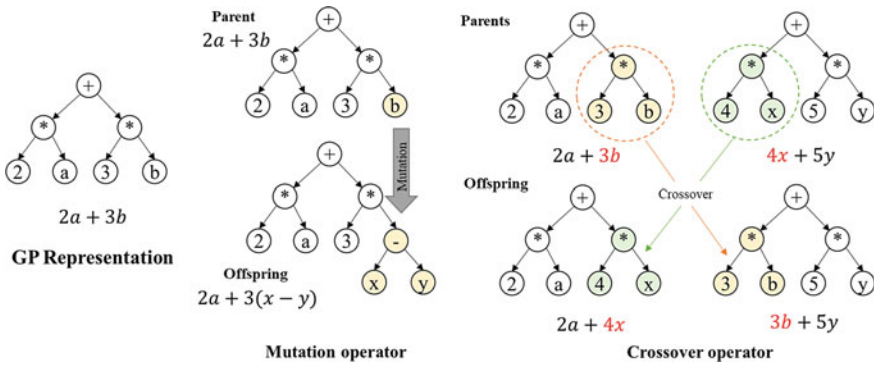 +
* *
2 a 3 b
2a + 3b
GP Representation
Parent
2a + 3b
+
* *
2 a 3 b
Mutation
+
* *
2 a 3 -
x y
Offspring
2a + 3(x − y)
Mutation operator
Parents
+
* *
2 a 3 b
2a + 3b
+
* *
4 x 5 y
4x + 5y
Crossover
Offspring
+
* *
2 a 4 x
2a + 4x
+
* *
3 b 5 y
3b + 5y
Crossover operator